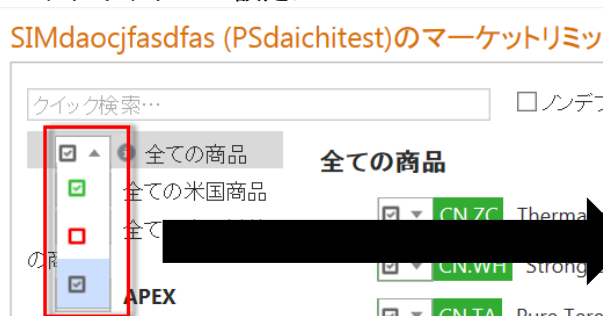 SIMdaocjfasdfas (PSdaichitest)のマーケットリミッ
クイック検索…
ノンデフ
全ての商品
全ての商品
全ての米国商品
CN.ZC Therma
全て
の商
CN.WH Strong
APEX
CN.TA Pure Tere